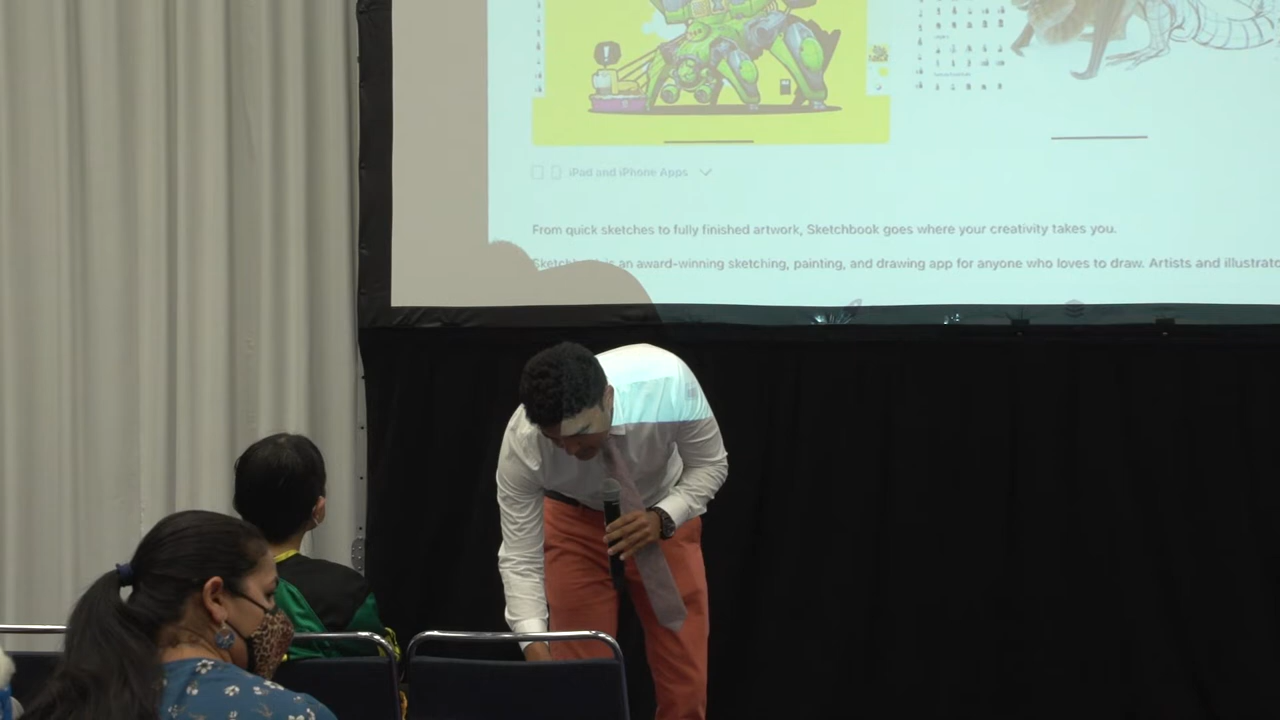 iPad and iPhone Apps
From quick sketches to fully finished artwork, Sketchbook goes where your creativity takes you.
is an award-winning sketching, painting, and drawing app for anyone who loves to draw. Artists and